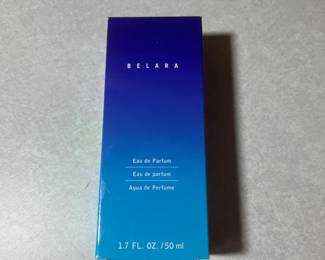 BELARA
Eau de Parfum
Eau de parfum
Agua de Perfume
1.7 FL. OZ. / 50 ml